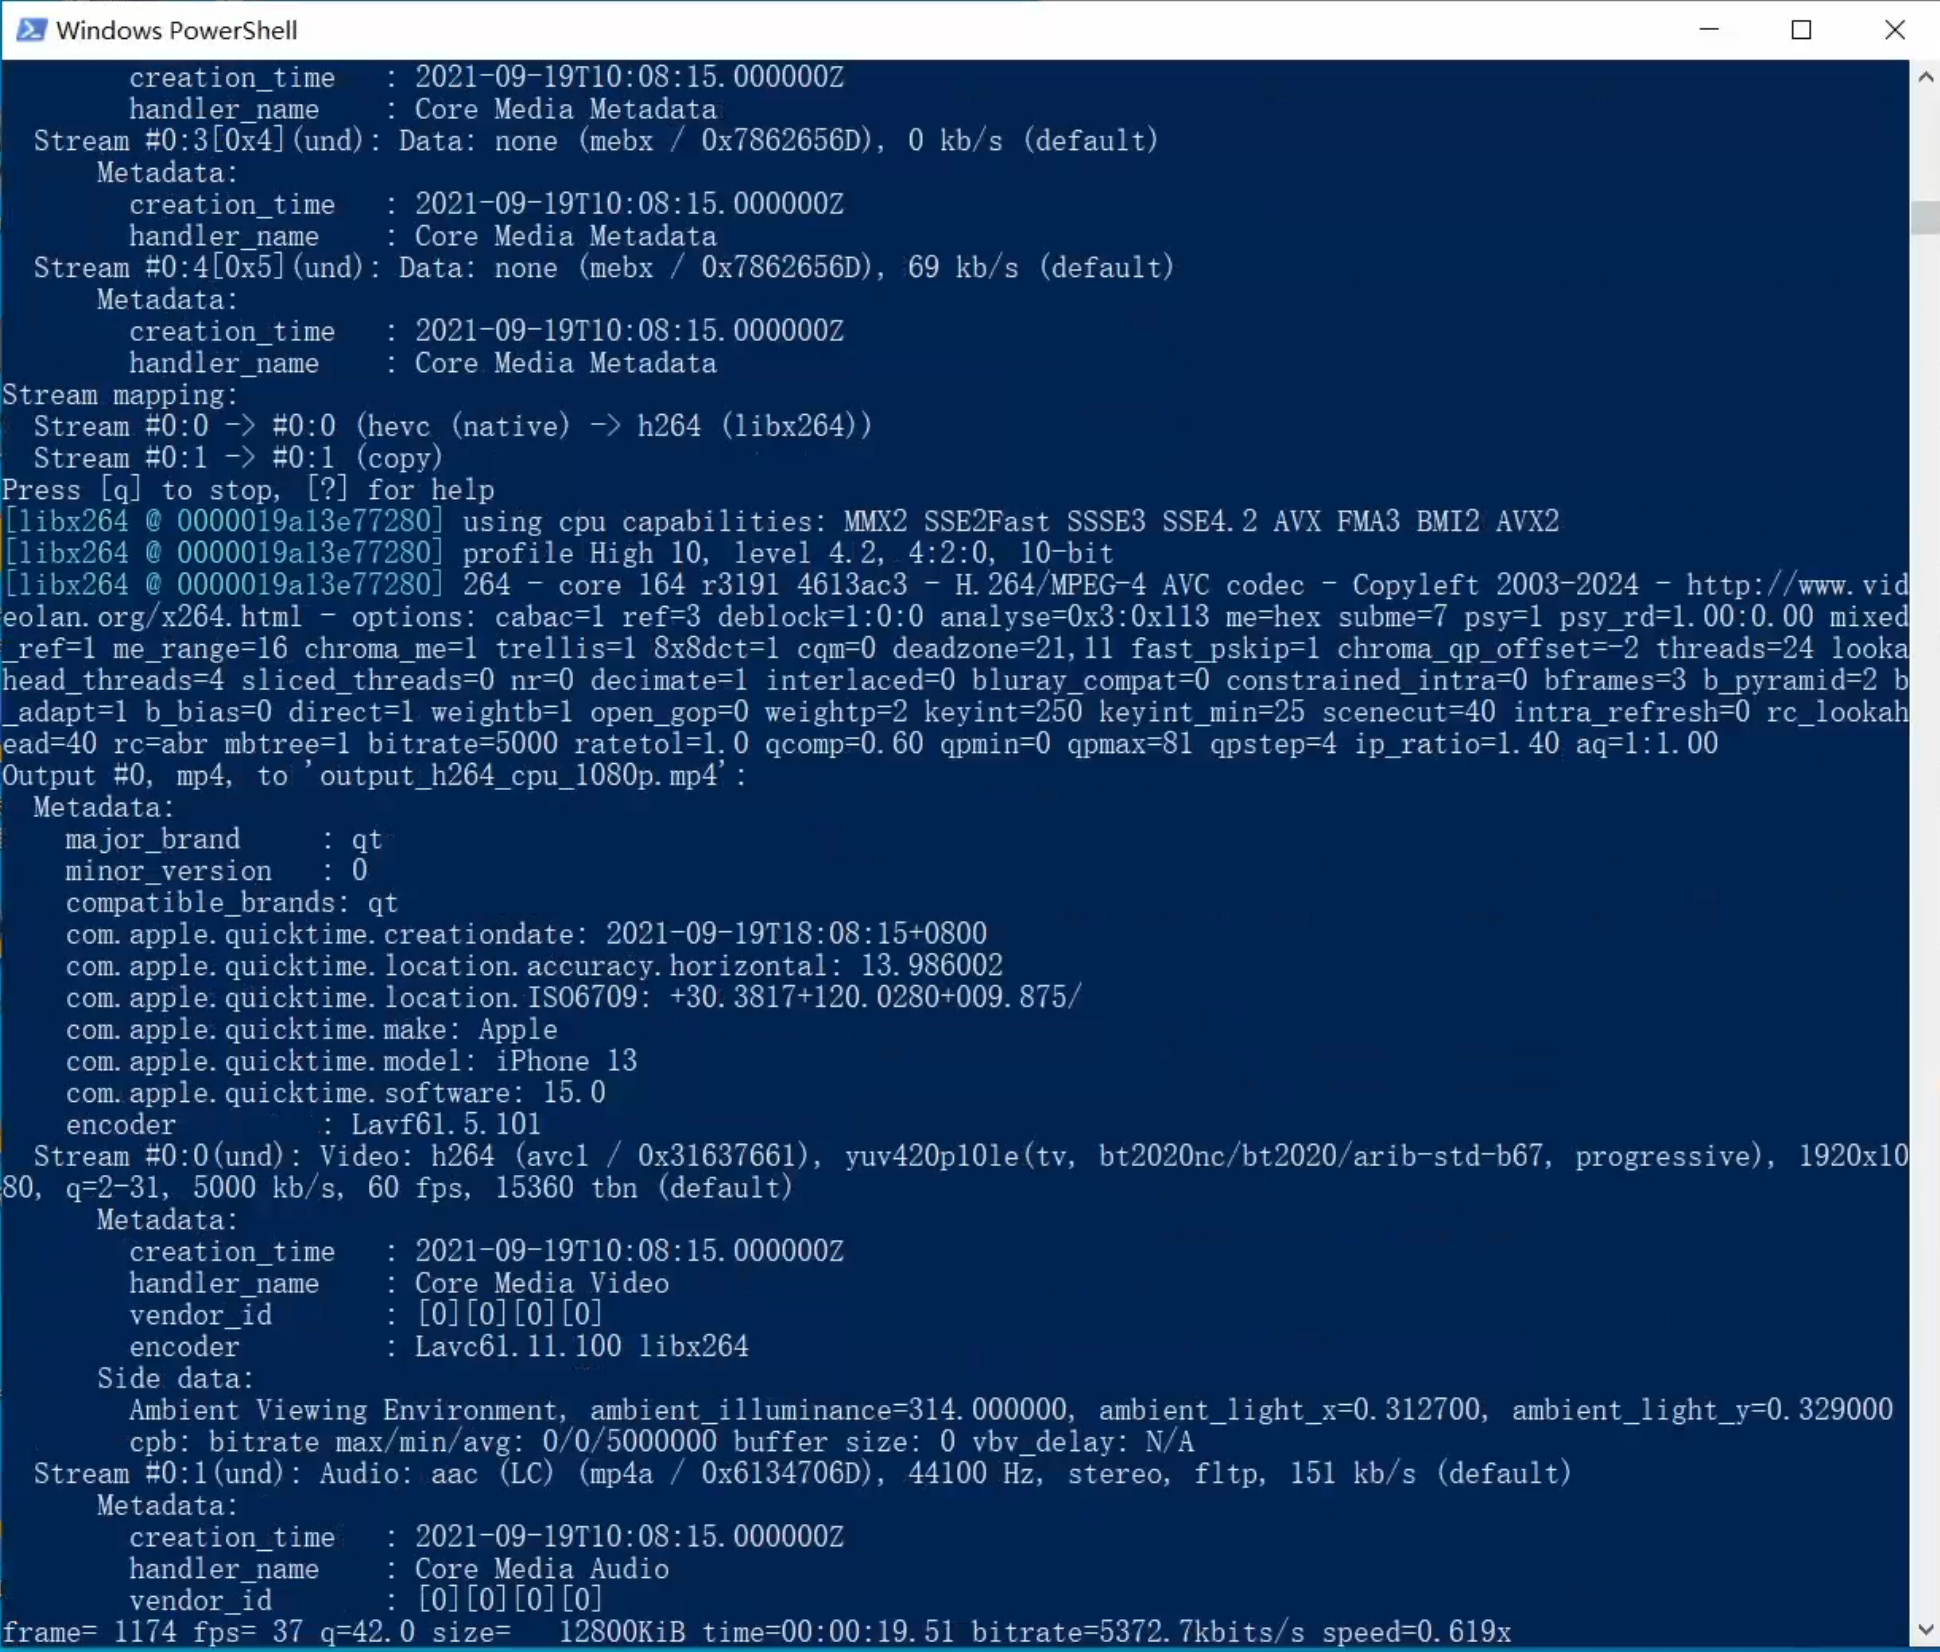 Windows PowerShell
creation_time : 2021-09-19T10:08:15.000000Z
handler_name : Core Media Metadata
Stream #0:3[0x4](und): Data: none (mebx / 0x7862656D), 0 kb/s (default)
Metadata:
creation_time : 2021-09-19T10:08:15.000000Z
handler_name : Core Media Metadata
Stream #0:4[0x5](und): Data: none (mebx / 0x7862656D), 69 kb/s (default)
Metadata:
creation_time : 2021-09-19T10:08:15.000000Z
handler_name : Core Media Metadata
Stream mapping:
Stream #0:0 -> #0:0 (hevc (native) -> h264 (libx264))
Stream #0:1 -> #0:1 (copy)
Press [q] to stop, [?] for help
[libx264 @ 0000019a13e77280] using cpu capabilities: MMX2 SSE2Fast SSSE3 SSE4.2 AVX FMA3 BMI2 AVX2
[libx264 @ 0000019a13e77280] profile High 10, level 4.2, 4:2:0, 10-bit
[libx264 @ 0000019a13e77280] 264 - core 164 r3191 4613ac3 - H.264/MPEG-4 AVC codec - Copyleft 2003-2024 - http://www.vid
eolan.org/x264.html - options: cabac=1 ref=3 deblock=1:0:0 analyse=0x3:0x113 me=hex subme=7 psy=1 psy_rd=1.00:0.00 mixed
_ref=1 me_range=16 chroma_me=1 trellis=1 8x8dct=1 cqm=0 deadzone=21,11 fast_pskip=1 chroma_qp_offset=-2 threads=24 looka
head_threads=4 sliced_threads=0 nr=0 decimate=1 interlaced=0 bluray_compat=0 constrained_intra=0 bframes=3 b_pyramid=2 b
_adapt=1 b_bias=0 direct=1 weightb=1 open_gop=0 weightp=2 keyint=250 keyint_min=25 scenecut=40 intra_refresh=0 rc_lookah
ead=40 rc=abr mbtree=1 bitrate=5000 ratetol=1.0 qcomp=0.60 qpmin=0 qpmax=81 qpstep=4 ip_ratio=1.40 aq=1:1.00
Output #0, mp4, to 'output_h264_cpu_1080p.mp4':
Metadata:
major_brand : qt
minor_version : 0
compatible_brands: qt
com.apple.quicktime.creationdate: 2021-09-19T18:08:15+0800
com.apple.quicktime.location.accuracy.horizontal: 13.986002
com.apple.quicktime.location.ISO6709: +30.3817+120.0280+009.875/
com.apple.quicktime.make: Apple
com.apple.quicktime.model: iPhone 13
com.apple.quicktime.software: 15.0
encoder : Lavf61.5.101
Stream #0:0(und): Video: h264 (avc1 / 0x31637661), yuv420p10le(tv, bt2020nc/bt2020/arib-std-b67, progressive), 1920x10
80, q=2-31, 5000 kb/s, 60 fps, 15360 tbn (default)
Metadata:
creation_time : 2021-09-19T10:08:15.000000Z
handler_name : Core Media Video
vendor_id : [0][0][0][0]
encoder : Lavc61.11.100 libx264
Side data:
Ambient Viewing Environment, ambient_illuminance=314.000000, ambient_light_x=0.312700, ambient_light_y=0.329000
cpb: bitrate max/min/avg: 0/0/5000000 buffer size: 0 vbv_delay: N/A
Stream #0:1(und): Audio: aac (LC) (mp4a / 0x6134706D), 44100 Hz, stereo, fltp, 151 kb/s (default)
Metadata:
creation_time : 2021-09-19T10:08:15.000000Z
handler_name : Core Media Audio
vendor_id : [0][0][0][0]
frame= 1174 fps= 37 q=42.0 size= 12800KiB time=00:00:19.51 bitrate=5372.7kbits/s speed=0.619x